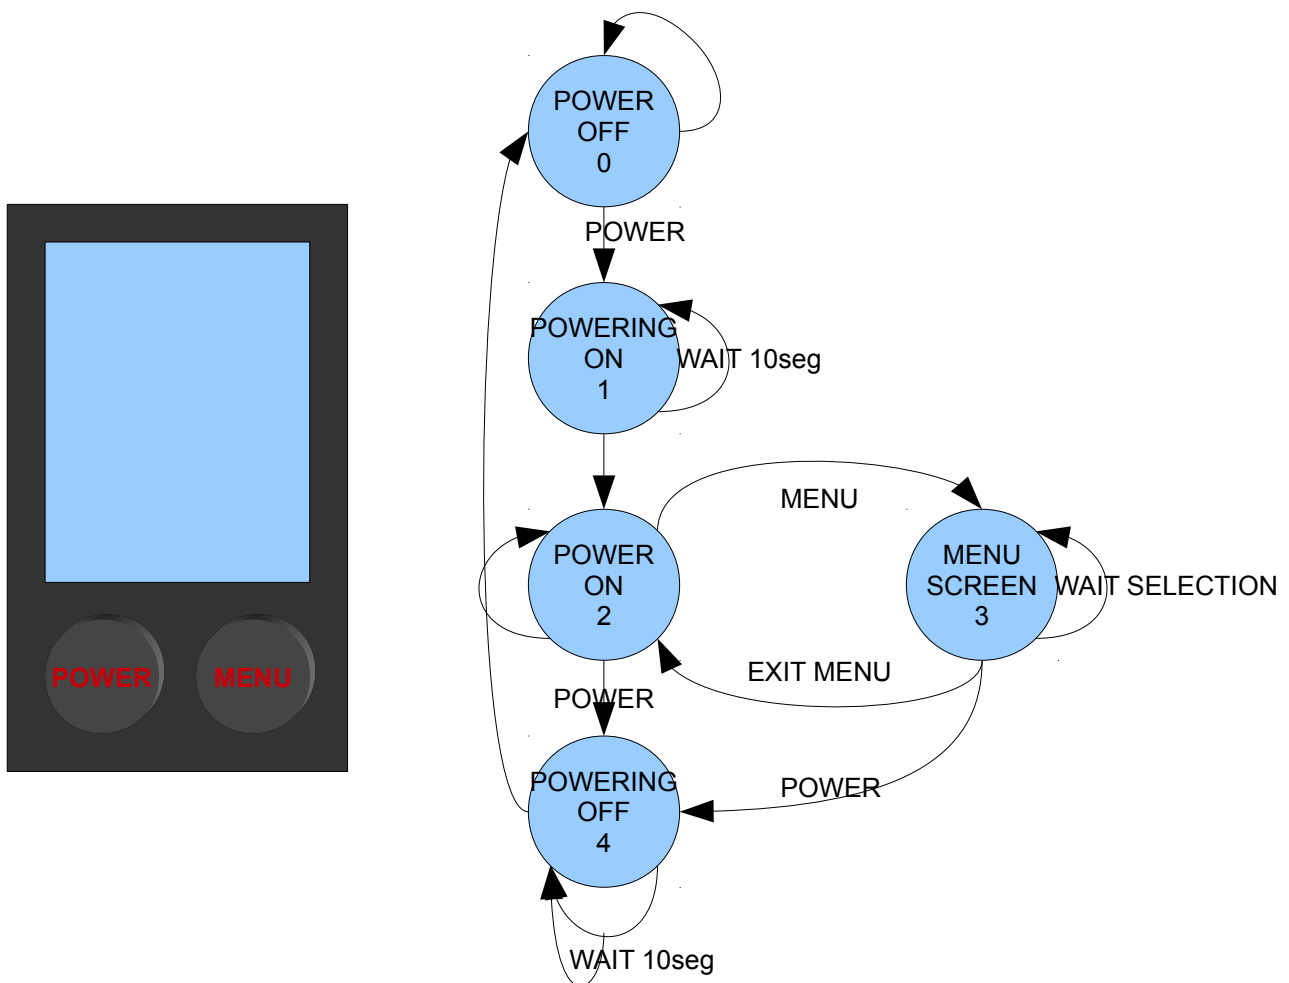 POWER
OFF
0
POWER
POWERING
ON
1
WAIT 10seg
MENU
POWER
ON
2
MENU
SCREEN
3
WAIT SELECTION
EXIT MENU
POWER
POWER
MENU
POWERING
OFF
4
POWER
WAIT 10seg